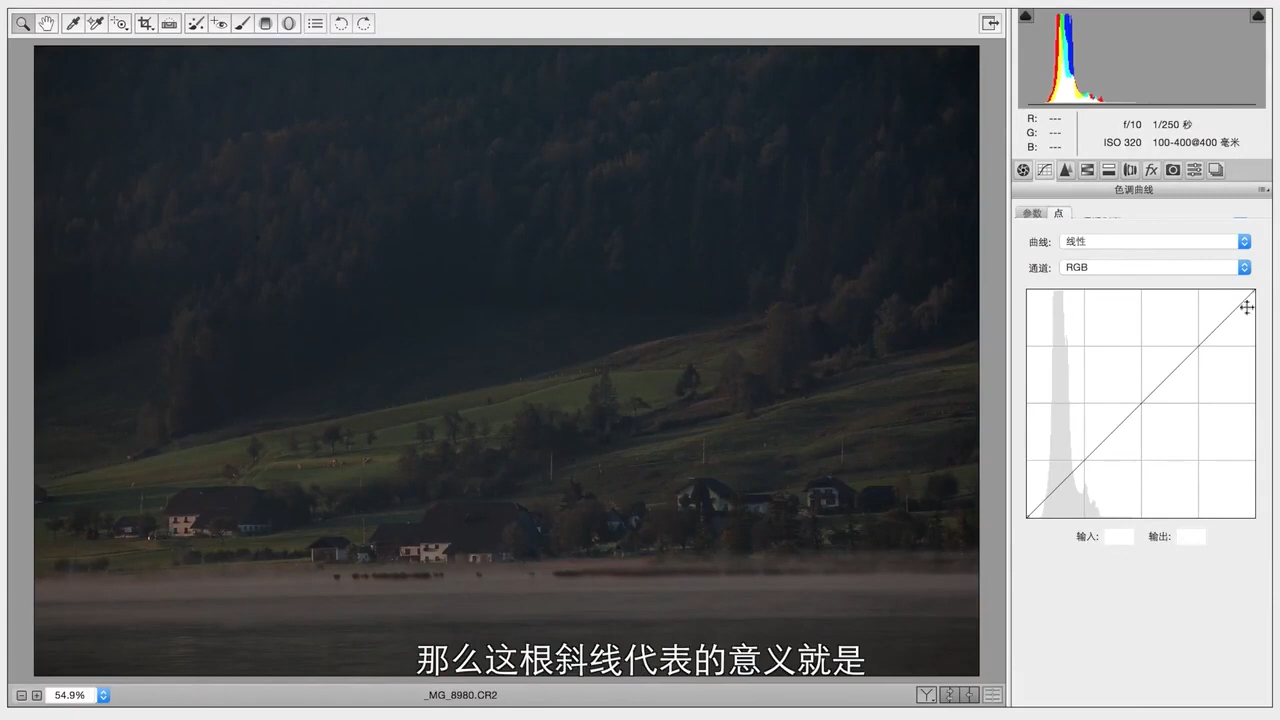 R: ---
G: ---
B: ---
f/10 1/250 秒
ISO 320 100-400@400 毫米
fx
色调曲线
参数 点
曲线: 线性
通道: RGB
输入: 输出:
那么这根斜线代表的意义就是
54.9%
_MG_8980.CR2